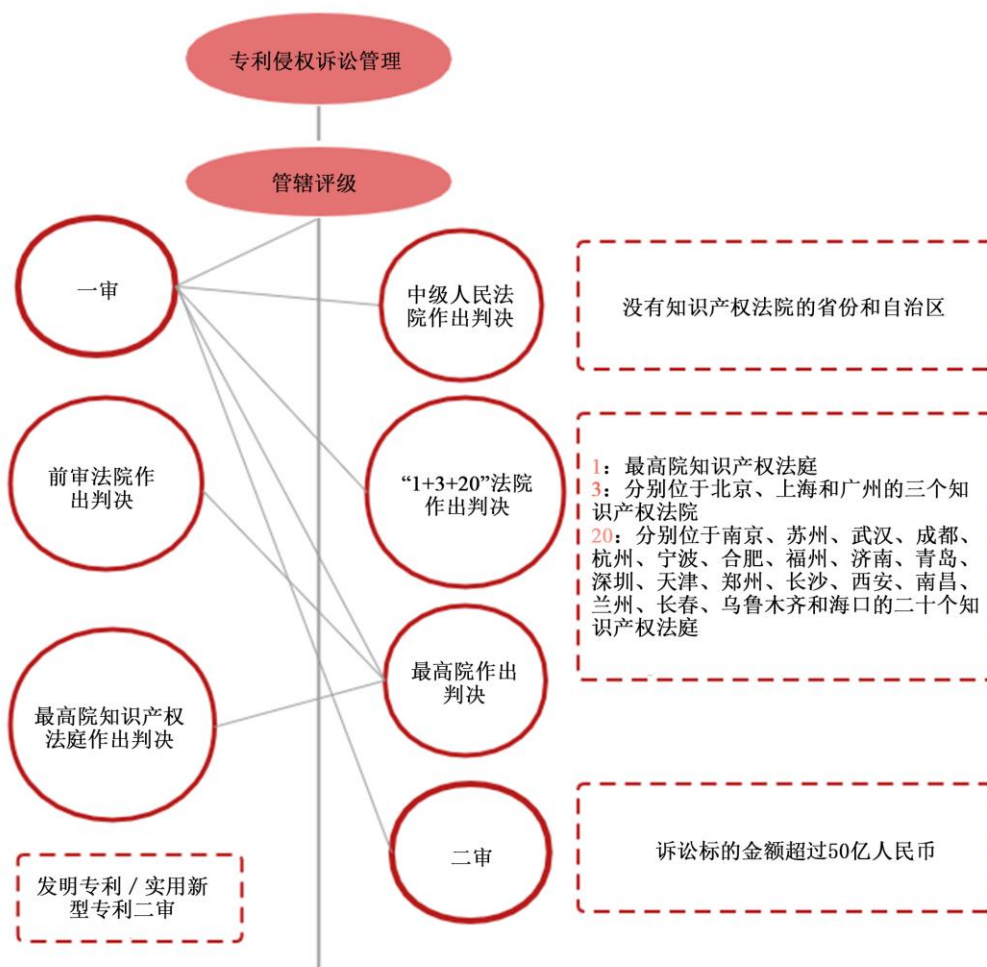 专利侵权诉讼管理
管辖评级
一审
中级人民法
院作出判决
没有知识产权法院的省份和自治区
前审法院作
出判决
“1+3+20”法院
作出判决
1：最高院知识产权法庭
3：分别位于北京、上海和广州的三个知
识产权法院
20：分别位于南京、苏州、武汉、成都、
杭州、宁波、合肥、福州、济南、青岛、
深圳、天津、郑州、长沙、西安、南昌、
兰州、长春、乌鲁木齐和海口的二十个知
识产权法庭
最高院知识产权
法庭作出判决
最高院作出
判决
发明专利 / 实用新
型专利二审
二审
诉讼标的金额超过50亿人民币